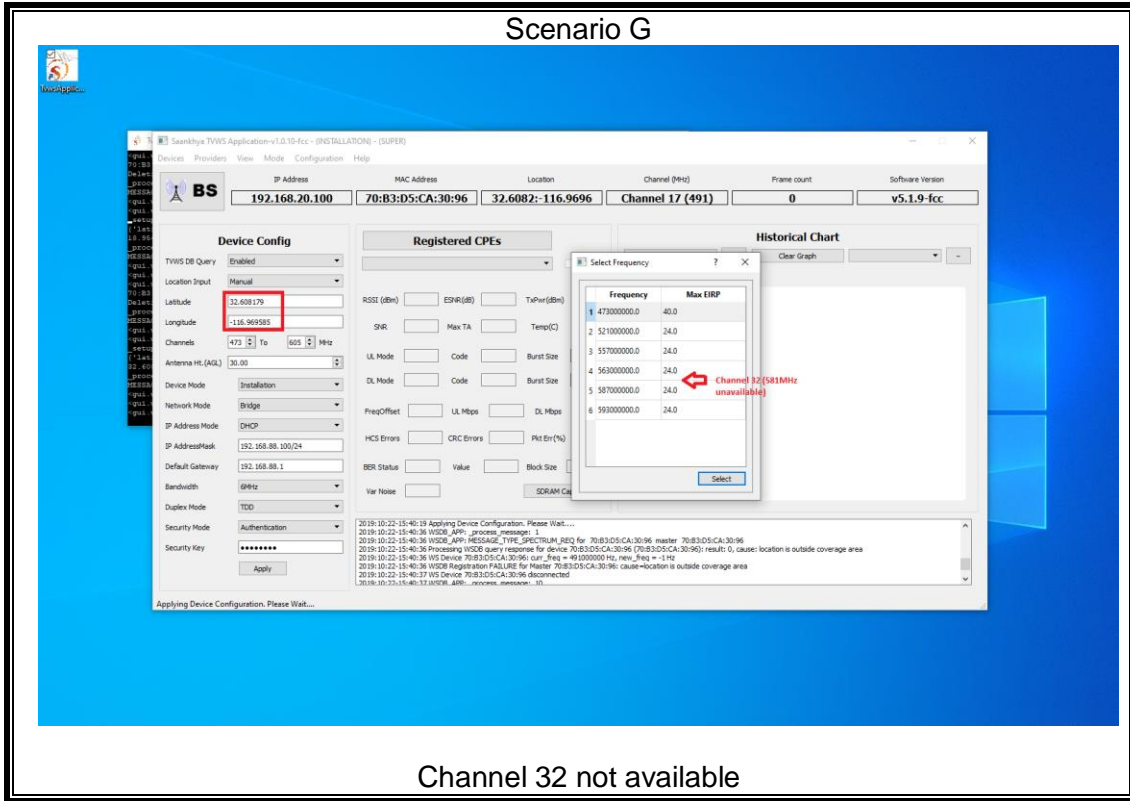 Scenario G
TvwsApplic...
Saankhya TVWS Application-v1.0.10-fcc - (INSTALLATION) - (SUPER)
Devices Providers View Mode Configuration Help
IP Address MAC Address Location Channel (MHz) Frame count Software Version
BS 192.168.20.100 70:B3:D5:CA:30:96 32.6082:-116.9696 Channel 17 (491) 0 v5.1.9-fcc
Device Config
TVWS DB Query Enabled
Location Input Manual
Latitude 32.608179
Longitude -116.969585
Channels 473 To 605 MHz
Antenna Ht.(AGL) 30.00
Device Mode Installation
Network Mode Bridge
IP Address Mode DHCP
IP AddressMask 192.168.88.100/24
Default Gateway 192.168.88.1
Bandwidth 6MHz
Duplex Mode TDD
Security Mode Authentication
Security Key ••••••••
Apply
Registered CPEs
RSSI (dBm) ESNR(dB) TxPwr(dBm)
SNR Max TA Temp(C)
UL Mode Code Burst Size
DL Mode Code Burst Size
FreqOffset UL Mbps DL Mbps
HCS Errors CRC Errors Pkt Err(%)
BER Status Value Block Size
Var Noise SDRAM Cap
Historical Chart
Clear Graph -
Select Frequency ? X
Frequency Max EIRP
1 473000000.0 40.0
2 521000000.0 24.0
3 557000000.0 24.0
4 563000000.0 24.0
5 587000000.0 24.0
6 593000000.0 24.0
Select
Channel 32 (581MHz
unavailable)
2019:10:22-15:40:19 Applying Device Configuration. Please Wait....
2019:10:22-15:40:36 WSDB_APP: _process_message: 1
2019:10:22-15:40:36 WSDB_APP: MESSAGE_TYPE_SPECTRUM_REQ for 70:B3:D5:CA:30:96 master 70:B3:D5:CA:30:96
2019:10:22-15:40:36 Processing WSDB query response for device 70:B3:D5:CA:30:96 (70:B3:D5:CA:30:96): result: 0, cause: location is outside coverage area
2019:10:22-15:40:36 WS Device 70:B3:D5:CA:30:96: curr_freq = 491000000 Hz, new_freq = -1 Hz
2019:10:22-15:40:36 WSDB Registration FAILURE for Master 70:B3:D5:CA:30:96: cause=location is outside coverage area
2019:10:22-15:40:37 WS Device 70:B3:D5:CA:30:96 disconnected
2019:10:22-15:40:37 WSDB_APP: _process_message: 10
Applying Device Configuration. Please Wait....
Channel 32 not available